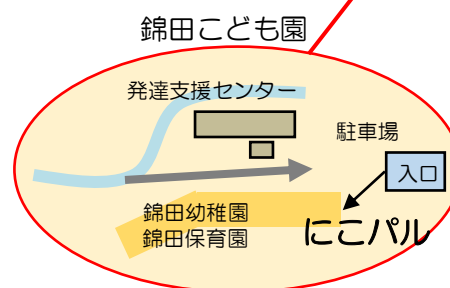 錦田こども園
発達支援センター
駐車場
入口
錦田幼稚園
錦田保育園
にこパル